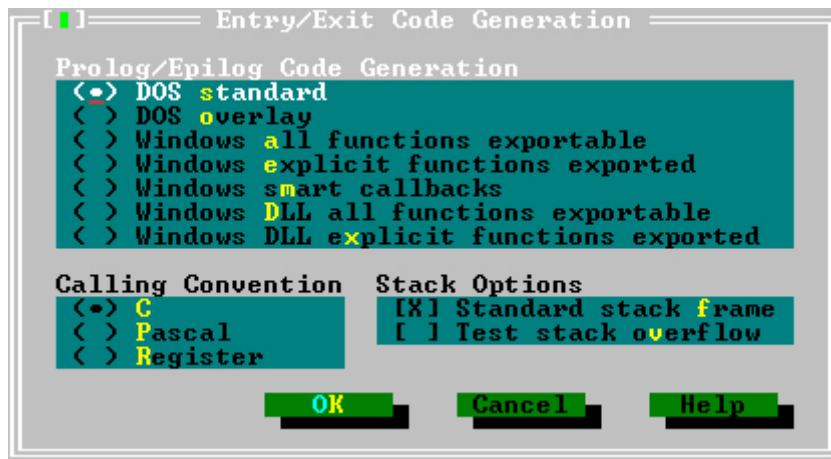 [▮] Entry/Exit Code Generation
Prolog/Epilog Code Generation
(•) DOS standard
( ) DOS overlay
( ) Windows all functions exportable
( ) Windows explicit functions exported
( ) Windows smart callbacks
( ) Windows DLL all functions exportable
( ) Windows DLL explicit functions exported
Calling Convention
(•) C
( ) Pascal
( ) Register
Stack Options
[X] Standard stack frame
[ ] Test stack overflow
OK Cancel Help